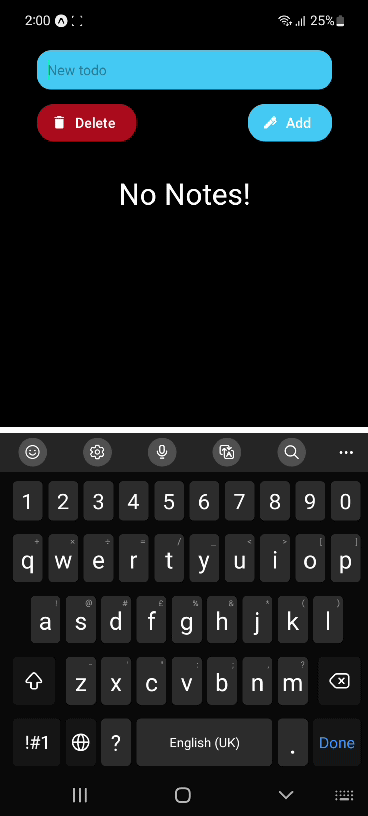 2:00 25%
New todo
Delete Add
No Notes!
1 2 3 4 5 6 7 8 9 0
+ × ÷ = / _ < > [ ]
q w e r t y u i o p
! @ # £ % & * ( )
a s d f g h j k l
- ' " : ; , ?
z x c v b n m
!#1 ? English (UK) . Done